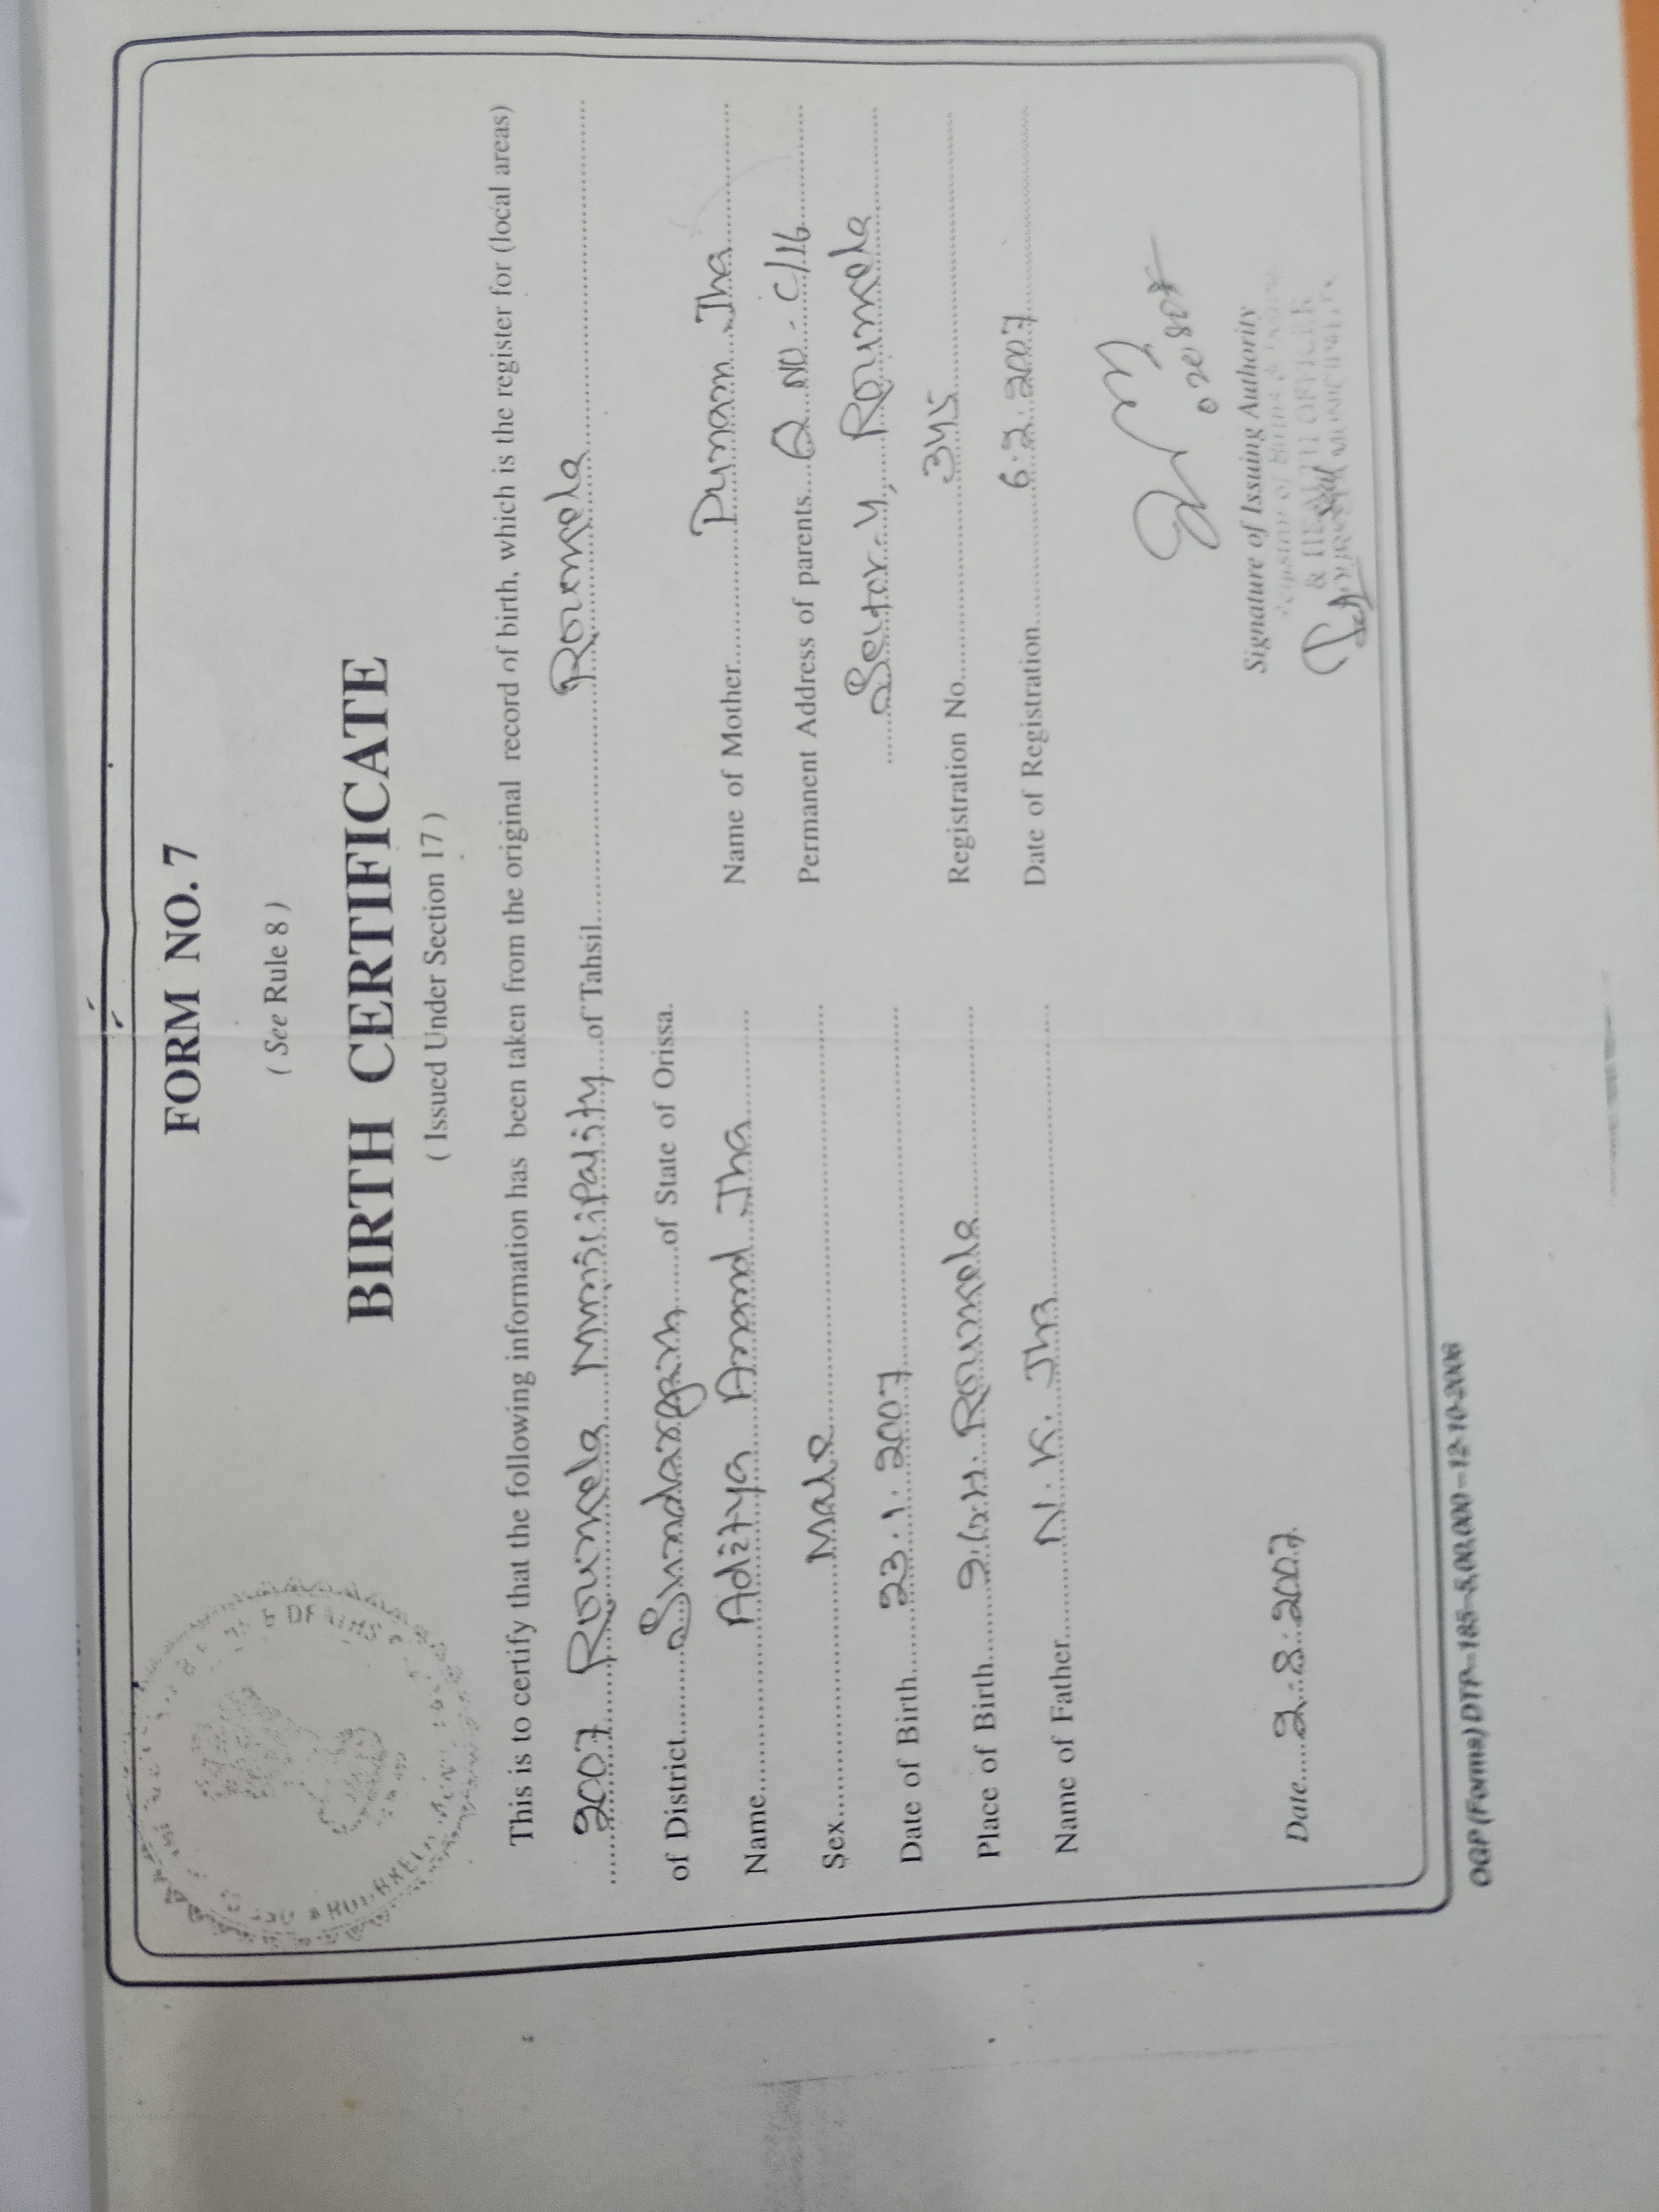 FORM NO. 7
( See Rule 8 )
BIRTH CERTIFICATE
( Issued Under Section 17 )
This is to certify that the following information has been taken from the original record of birth, which is the register for (local areas)
2007 Rourkela Municipality of Tahsil Rourkela
of District Sundargarh of State of Orissa.
Name Aditya Anand Jha
Sex Male
Date of Birth 23.1.2007
Place of Birth Rourkela
Name of Father N. K. Jha
Name of Mother Punam Jha
Permanent Address of parents Q NO - C/16
Sector-4, Rourkela
Registration No. 345
Date of Registration 6.2.2007
Signature of Issuing Authority
& HEALTH OFFICER
Date 2.8.2007
OGP (Forms) DTP-185-5,00,000-12-10-2006